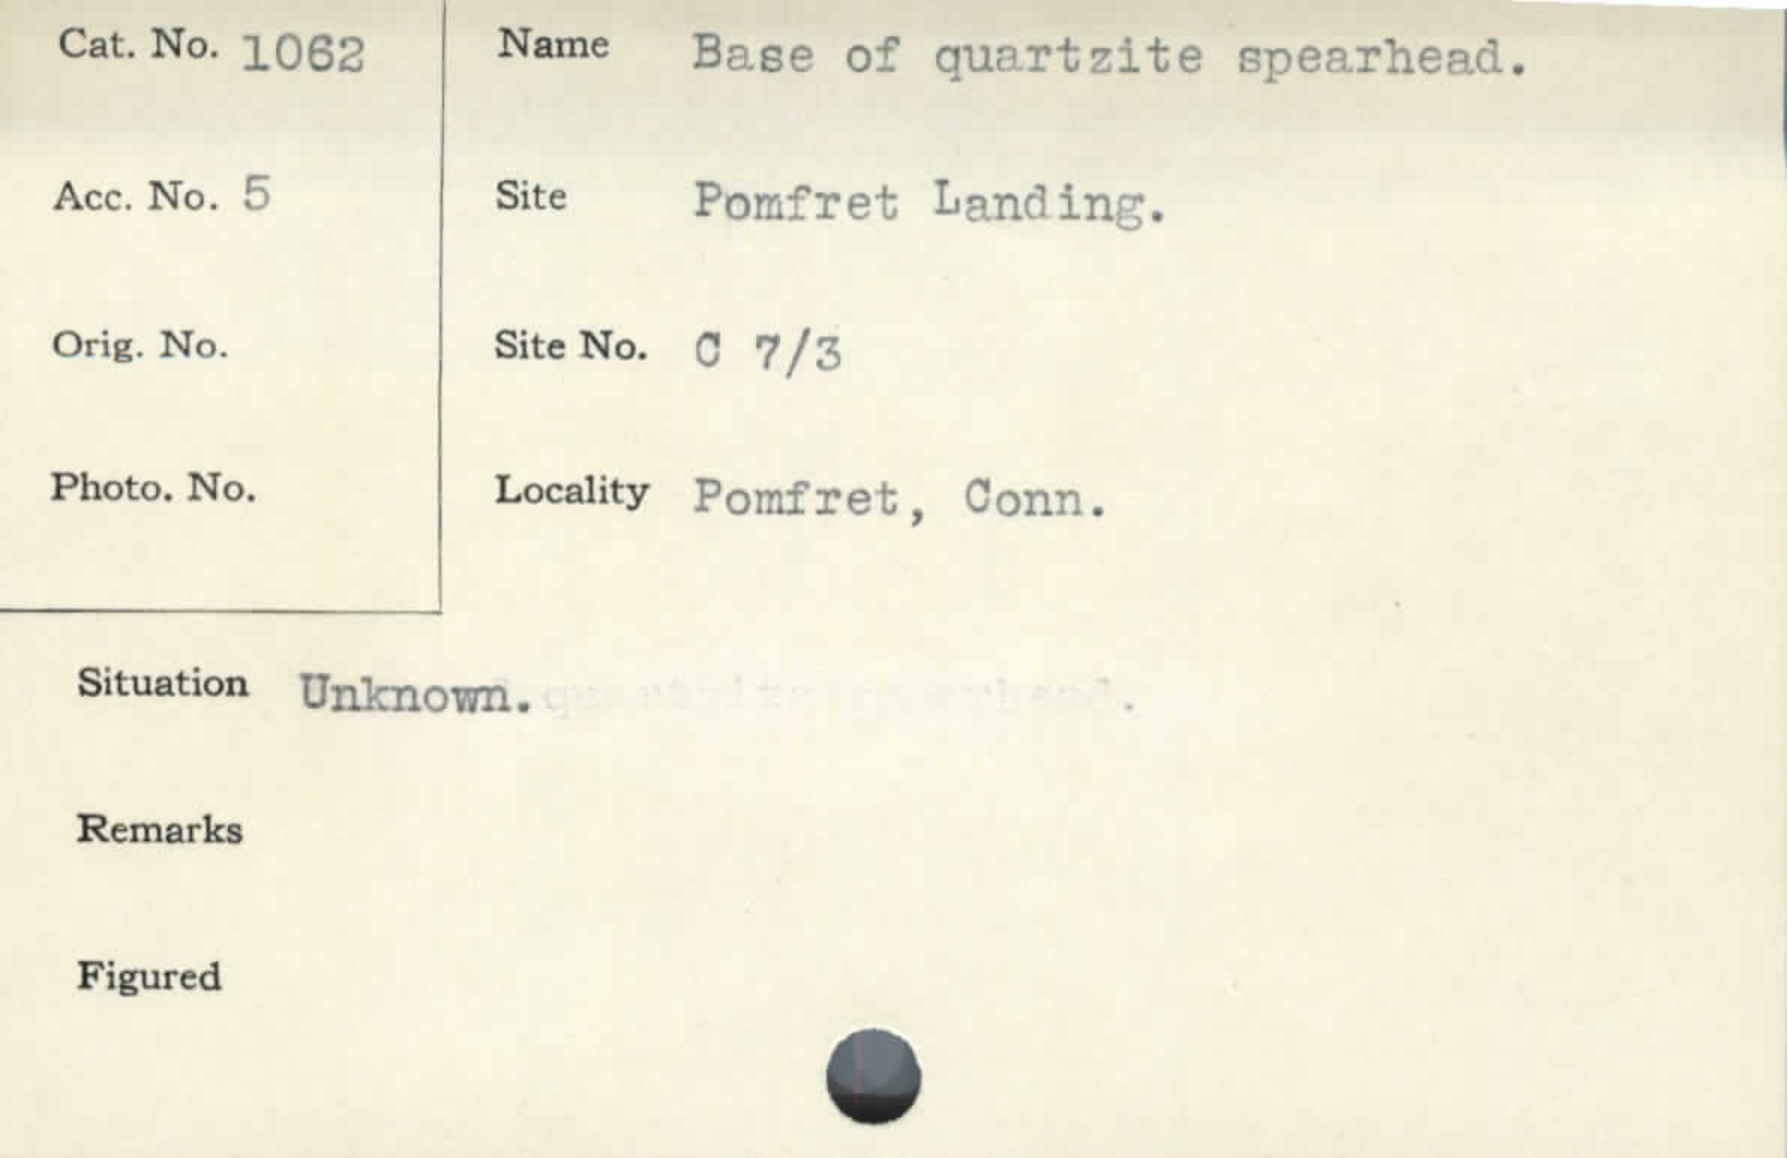 Cat. No. 1062
Name Base of quartzite spearhead.
Acc. No. 5
Site Pomfret Landing.
Orig. No.
Site No. C 7/3
Photo. No.
Locality Pomfret, Conn.
Situation Unknown.
Remarks
Figured